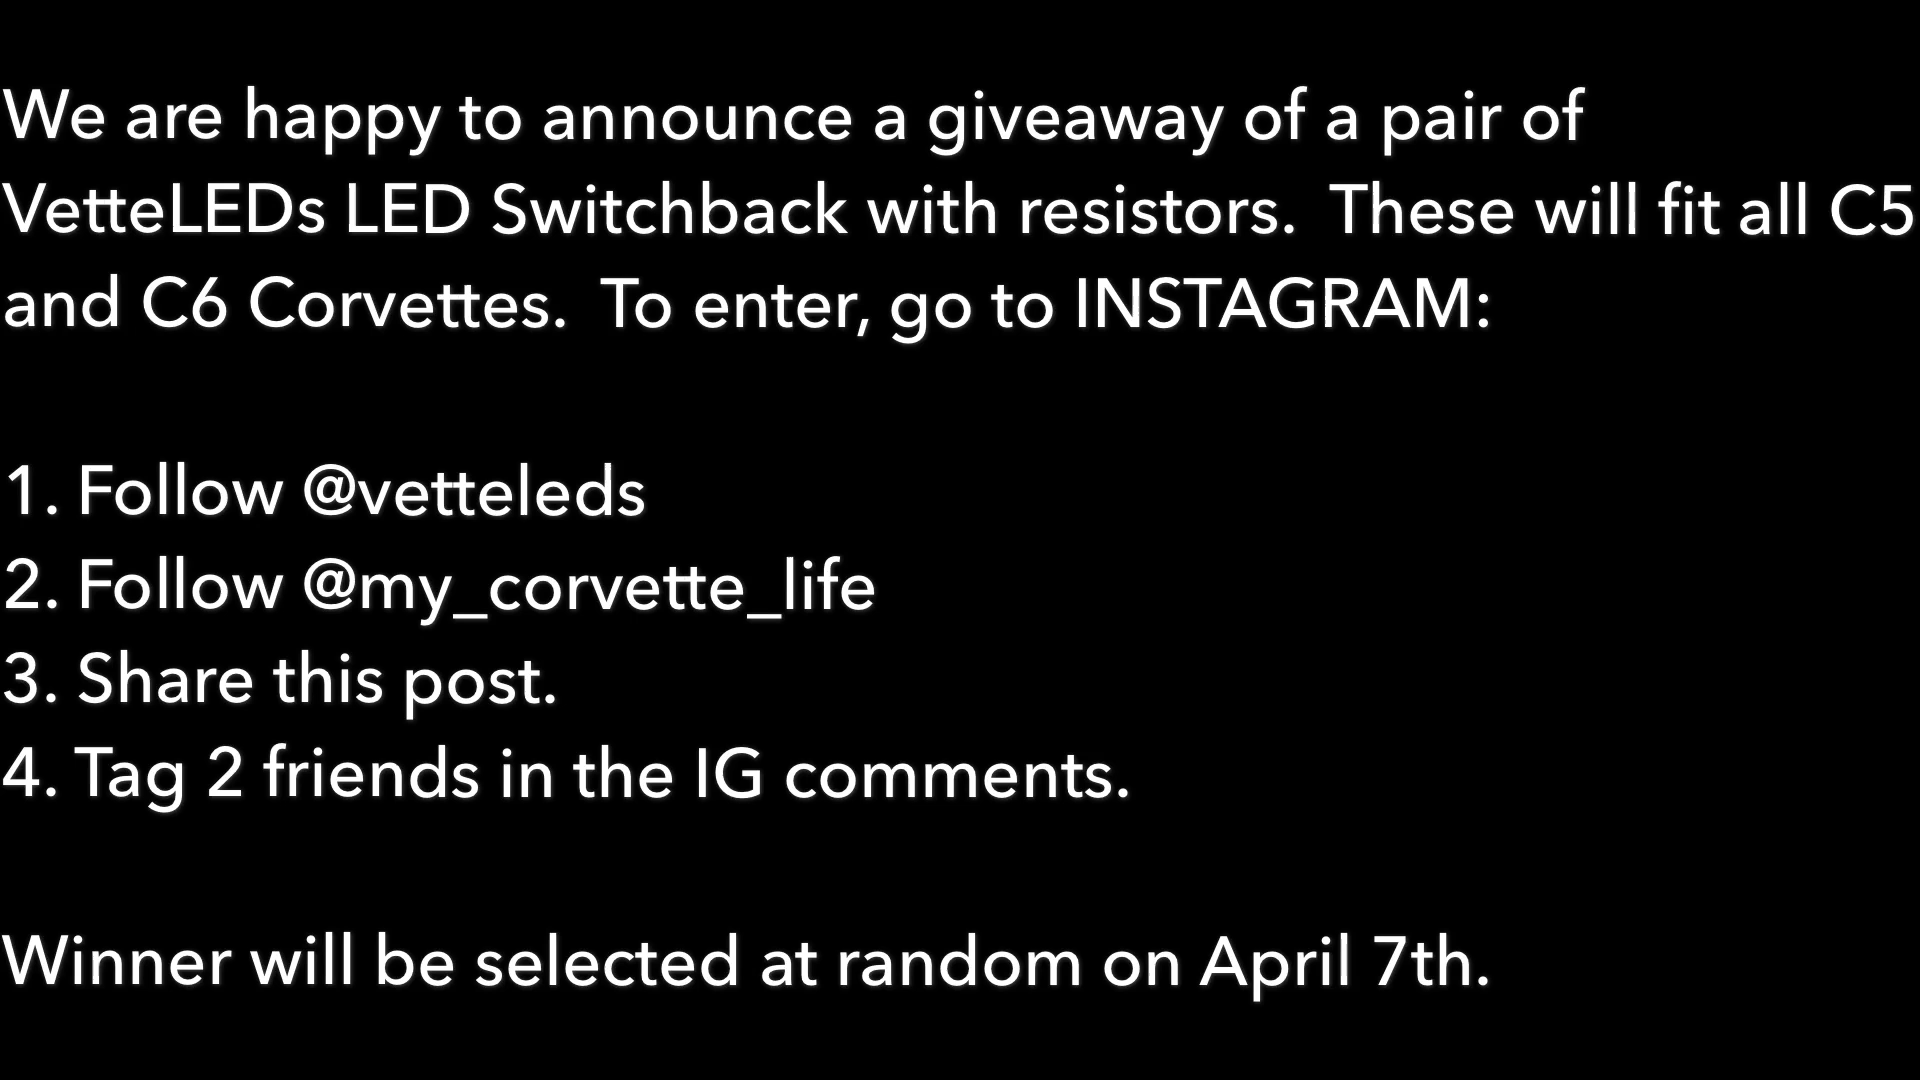 We are happy to announce a giveaway of a pair of
VetteLEDs LED Switchback with resistors.  These will fit all C5
and C6 Corvettes.  To enter, go to INSTAGRAM:

1. Follow @vetteleds
2. Follow @my_corvette_life
3. Share this post.
4. Tag 2 friends in the IG comments.

Winner will be selected at random on April 7th.